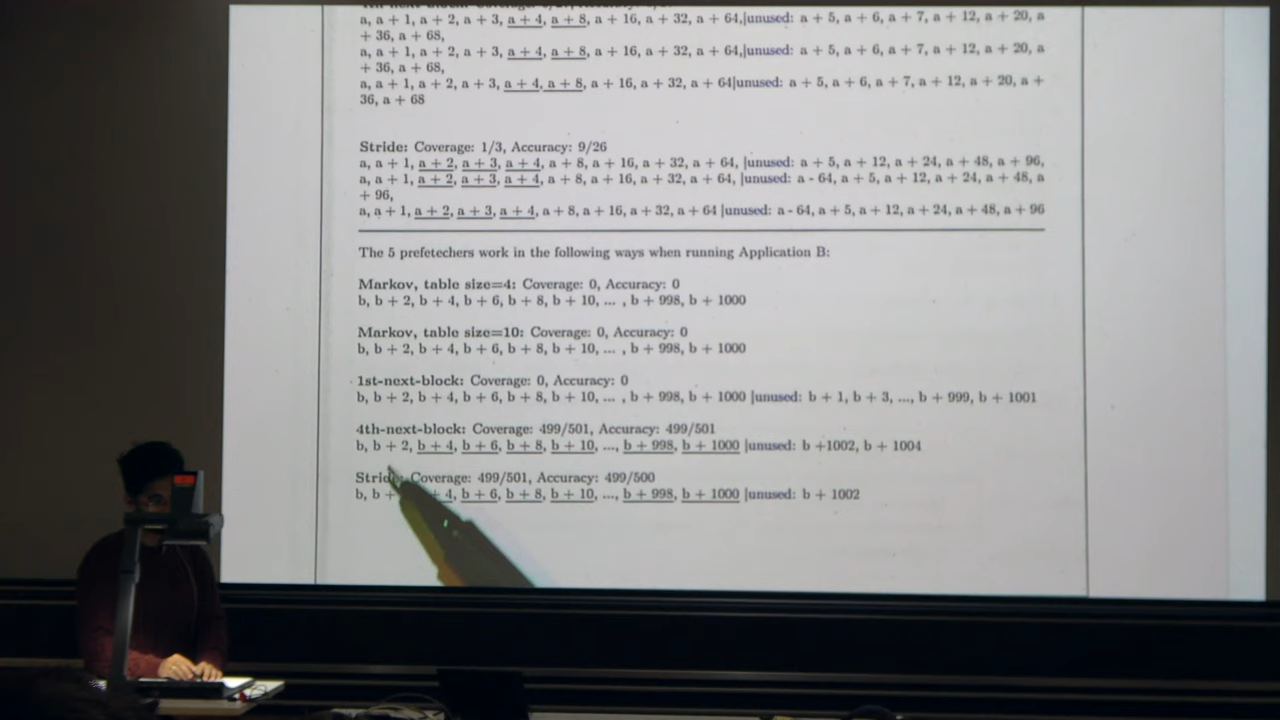 a, a + 1, a + 2, a + 3, a + 4, a + 8, a + 16, a + 32, a + 64,|unused: a + 5, a + 6, a + 7, a + 12, a + 20, a
+ 36, a + 68,
a, a + 1, a + 2, a + 3, a + 4, a + 8, a + 16, a + 32, a + 64,|unused: a + 5, a + 6, a + 7, a + 12, a + 20, a
+ 36, a + 68,
a, a + 1, a + 2, a + 3, a + 4, a + 8, a + 16, a + 32, a + 64|unused: a + 5, a + 6, a + 7, a + 12, a + 20, a +
36, a + 68
Stride: Coverage: 1/3, Accuracy: 9/26
a, a + 1, a + 2, a + 3, a + 4, a + 8, a + 16, a + 32, a + 64, |unused: a + 5, a + 12, a + 24, a + 48, a + 96,
a, a + 1, a + 2, a + 3, a + 4, a + 8, a + 16, a + 32, a + 64, |unused: a - 64, a + 5, a + 12, a + 24, a + 48, a
+ 96,
a, a + 1, a + 2, a + 3, a + 4, a + 8, a + 16, a + 32, a + 64 |unused: a - 64, a + 5, a + 12, a + 24, a + 48, a + 96
The 5 prefetechers work in the following ways when running Application B:
Markov, table size=4: Coverage: 0, Accuracy: 0
b, b + 2, b + 4, b + 6, b + 8, b + 10, ... , b + 998, b + 1000
Markov, table size=10: Coverage: 0, Accuracy: 0
b, b + 2, b + 4, b + 6, b + 8, b + 10, ... , b + 998, b + 1000
1st-next-block: Coverage: 0, Accuracy: 0
b, b + 2, b + 4, b + 6, b + 8, b + 10, ... , b + 998, b + 1000 |unused: b + 1, b + 3, ..., b + 999, b + 1001
4th-next-block: Coverage: 499/501, Accuracy: 499/501
b, b + 2, b + 4, b + 6, b + 8, b + 10, ..., b + 998, b + 1000 |unused: b +1002, b + 1004
Coverage: 499/501, Accuracy: 499/500
b, b + 4, b + 6, b + 8, b + 10, ..., b + 998, b + 1000 |unused: b + 1002